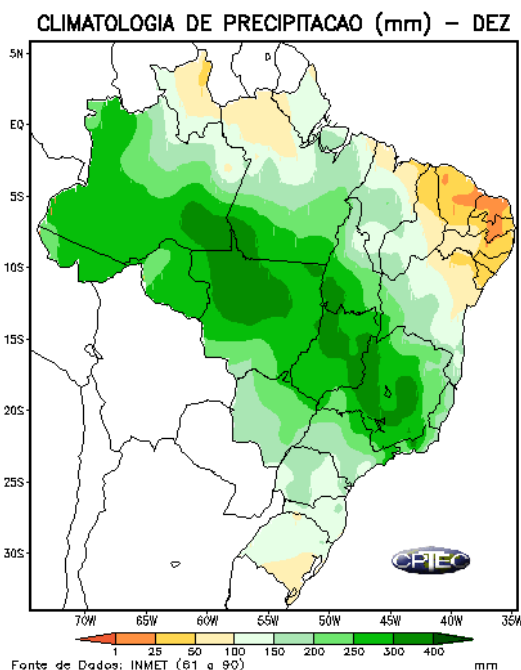 CLIMATOLOGIA DE PRECIPITACAO (mm) – DEZ
5N
EQ
5S
10S
15S
20S
25S
30S
CPTEC
70W 65W 60W 55W 50W 45W 40W 35W
1 25 50 100 150 200 250 300 400
Fonte de Dados: INMET (61 a 90) mm